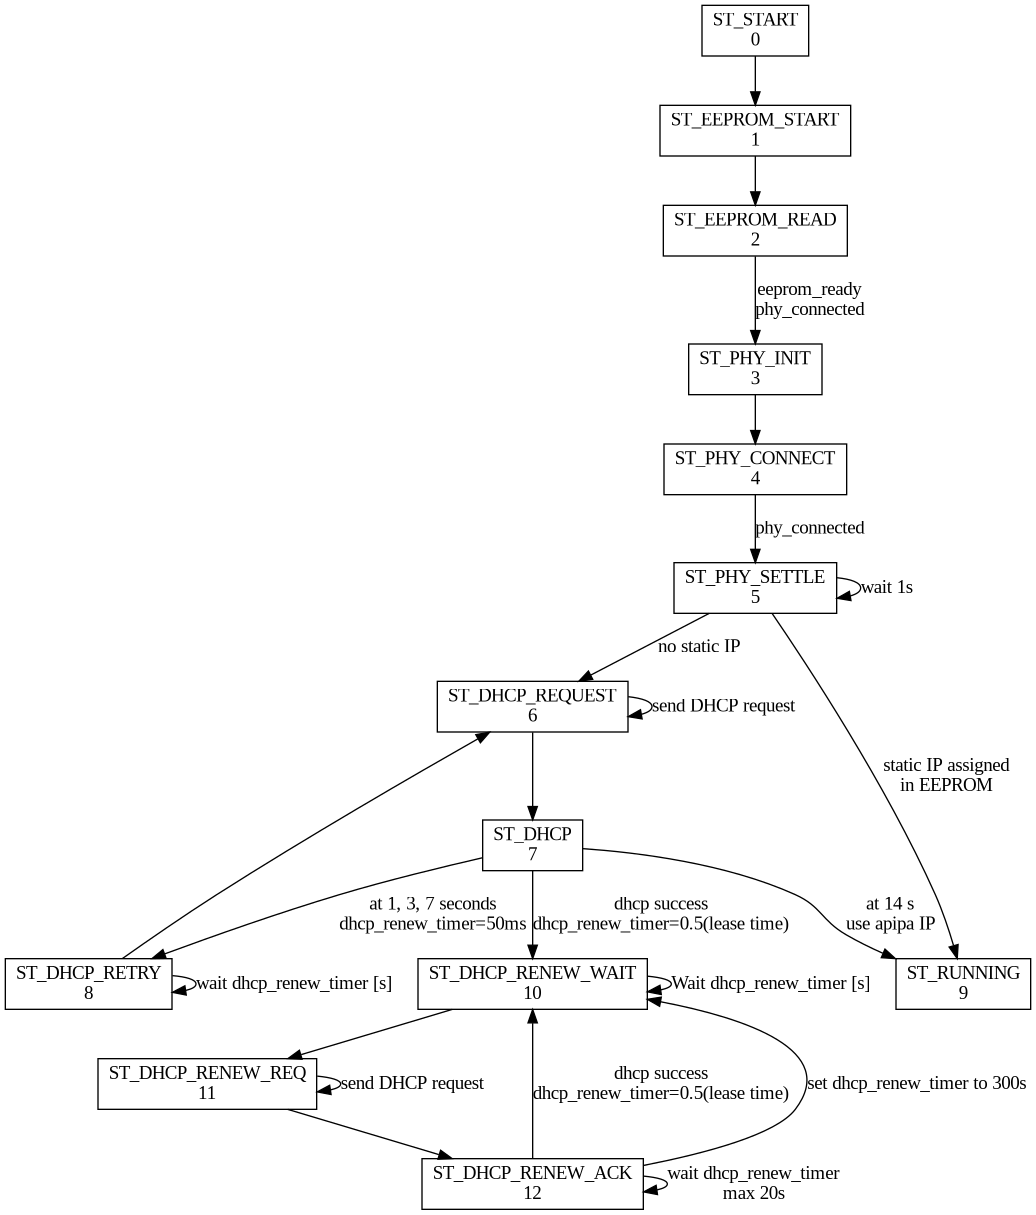 ST_START
0
ST_EEPROM_START
1
ST_EEPROM_READ
2
eeprom_ready
phy_connected
ST_PHY_INIT
3
ST_PHY_CONNECT
4
phy_connected
ST_PHY_SETTLE
5
wait 1s
no static IP
ST_DHCP_REQUEST
6
send DHCP request
static IP assigned
in EEPROM
ST_DHCP
7
at 1, 3, 7 seconds
dhcp_renew_timer=50ms
dhcp success
dhcp_renew_timer=0.5(lease time)
at 14 s
use apipa IP
ST_DHCP_RETRY
8
wait dhcp_renew_timer [s]
ST_DHCP_RENEW_WAIT
10
Wait dhcp_renew_timer [s]
ST_RUNNING
9
ST_DHCP_RENEW_REQ
11
send DHCP request
dhcp success
dhcp_renew_timer=0.5(lease time)
set dhcp_renew_timer to 300s
ST_DHCP_RENEW_ACK
12
wait dhcp_renew_timer
max 20s